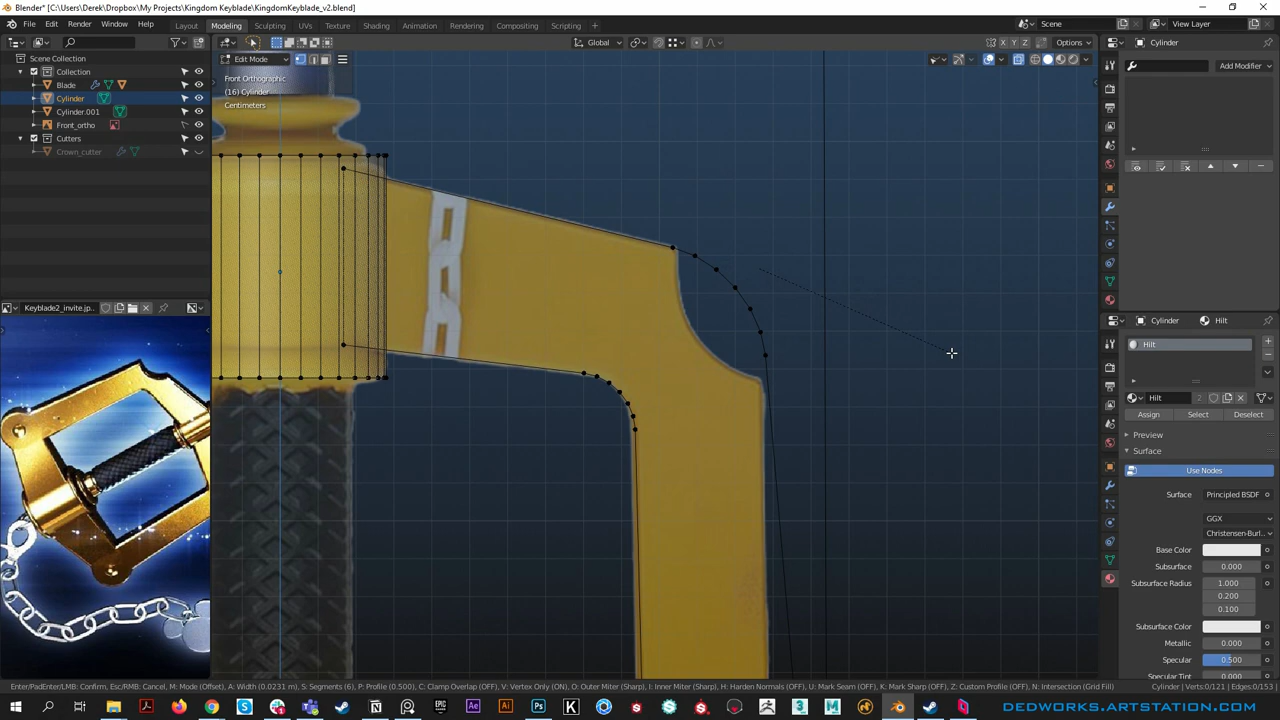 Blender* [C:\Users\Derek\Dropbox\My Projects\Kingdom Keyblade\KingdomKeyblade_v2.blend]
File Edit Render Window Help Layout Modeling Sculpting UVs Texture Shading Animation Rendering Compositing Scripting Scene View Layer
Global Options
Edit Mode X Y Z
Front Orthographic
(16) Cylinder
Centimeters
Scene Collection
Collection
Blade
Cylinder
Cylinder.001
Front_ortho
Cutters
Crown_cutter
Keyblade2_invite.jp..
Cylinder
Add Modifier
Cylinder Hilt
Hilt
Hilt 2
Assign Select Deselect
Preview
Surface
Use Nodes
Surface Principled BSDF
GGX
Christensen-Burl..
Base Color
Subsurface 0.000
Subsurface Radius 1.000
0.200
0.100
Subsurface Color
Metallic 0.000
Specular 0.500
Specular Tint 0.000
Enter/PadEnter/LMB: Confirm, Esc/RMB: Cancel, M: Mode (Offset), A: Width (0.0231 m), S: Segments (6), P: Profile (0.500), C: Clamp Overlap (OFF), V: Vertex Only (ON), O: Outer Miter (Sharp), I: Inner Miter (Sharp), H: Harden Normals (OFF), U: Mark Seam (OFF), K: Mark Sharp (OFF), Z: Custom Profile (OFF), N: Intersection (Grid Fill)
Cylinder | Verts:0/121 | Edges:0/153
DEDWORKS.ARTSTATION.COM